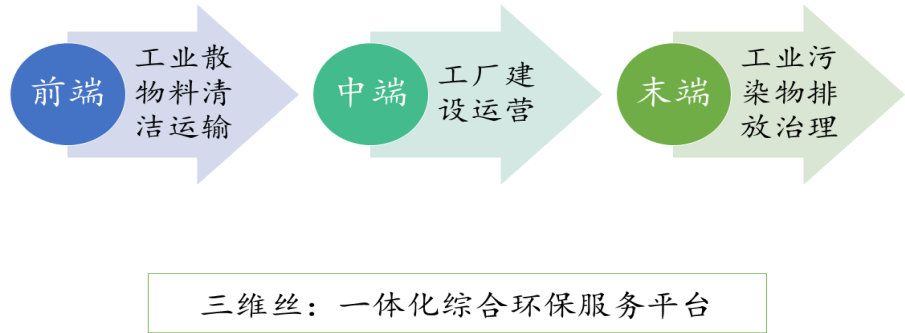 前端
工业散
物料清
洁运输
中端
工厂建
设运营
末端
工业污
染物排
放治理
三维丝：一体化综合环保服务平台